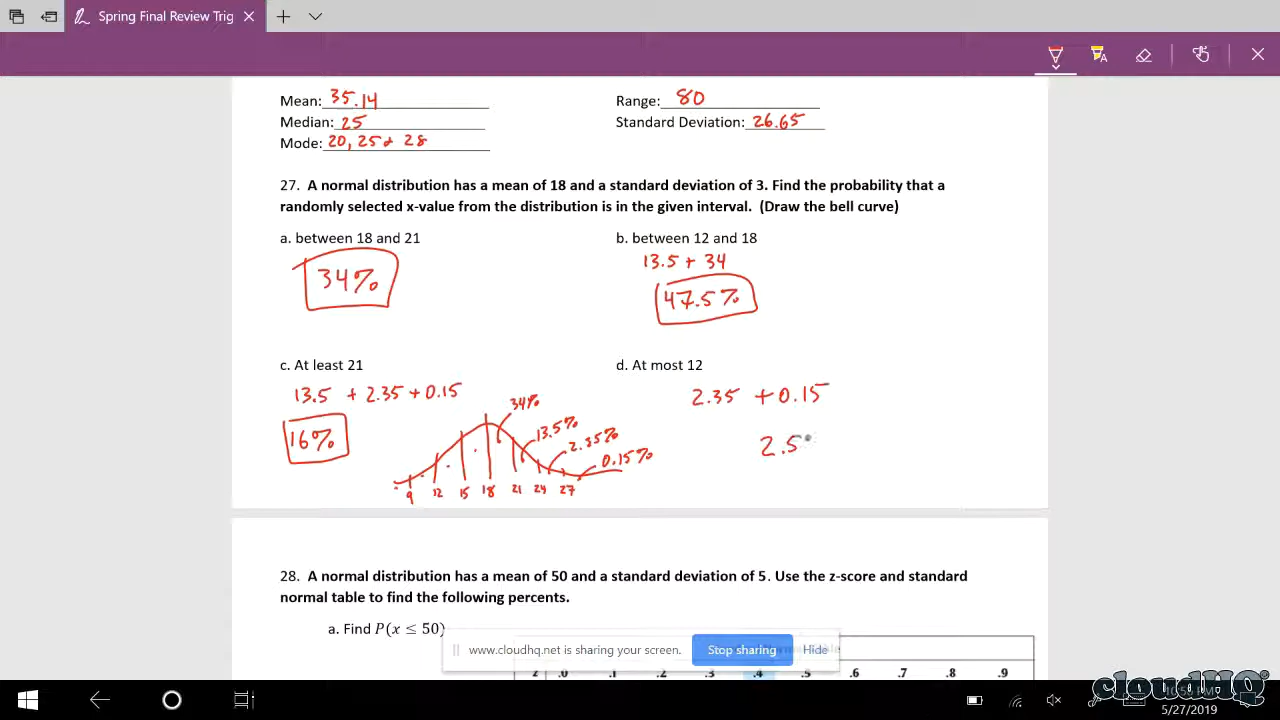 Spring Final Review Trig
Mean: 35.14
Range: 80
Median: 25
Standard Deviation: 26.65
Mode: 20, 25 & 28
27. A normal distribution has a mean of 18 and a standard deviation of 3. Find the probability that a
randomly selected x-value from the distribution is in the given interval. (Draw the bell curve)
a. between 18 and 21
34%
b. between 12 and 18
13.5 + 34
47.5%
c. At least 21
13.5 + 2.35 + 0.15
16%
34%
13.5%
2.35%
0.15%
9 12 15 18 21 24 27
d. At most 12
2.35 + 0.15
2.5
28. A normal distribution has a mean of 50 and a standard deviation of 5. Use the z-score and standard
normal table to find the following percents.
a. Find P(x ≤ 50)
www.cloudhq.net is sharing your screen.
Stop sharing
Hide
z .0 .1 .2 .3 .4 .5 .6 .7 .8 .9
cloudHQ
5/27/2019